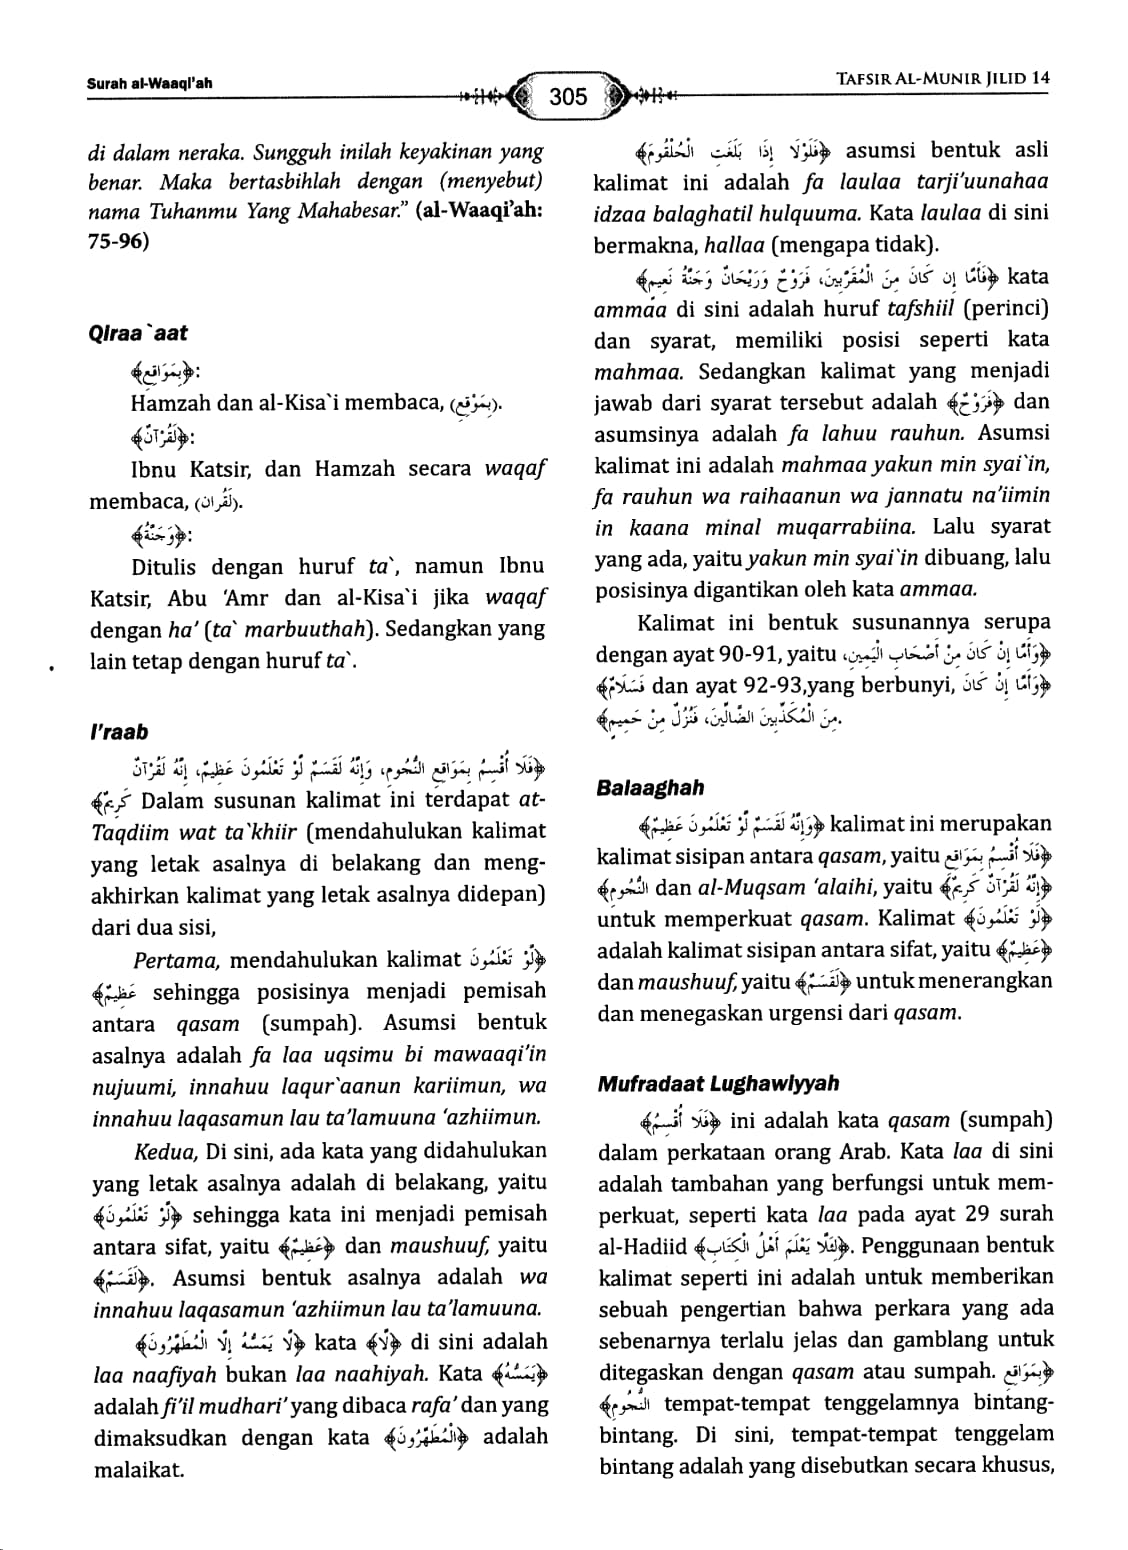 Surah al-Waaqi'ah
305
TAFSIR AL-MUNIR JILID 14
di dalam neraka. Sungguh inilah keyakinan yang
benar. Maka bertasbihlah dengan (menyebut)
nama Tuhanmu Yang Mahabesar.” (al-Waaqi’ah:
75-96)
Qiraa`aat
﴿بِمَوَاقِعِ﴾:
Hamzah dan al-Kisa`i membaca, (بِمَوْقِعِ).
﴿لَقُرْآنٌ﴾:
Ibnu Katsir, dan Hamzah secara waqaf
membaca, (لَقُرَان).
﴿وَجَنَّةُ﴾:
Ditulis dengan huruf ta`, namun Ibnu
Katsir, Abu ‘Amr dan al-Kisa`i jika waqaf
dengan ha’ (ta` marbuuthah). Sedangkan yang
lain tetap dengan huruf ta`.
I’raab
﴿فَلَا أُقْسِمُ بِمَوَاقِعِ النُّجُومِ، وَإِنَّهُ لَقَسَمٌ لَّوْ تَعْلَمُونَ عَظِيمٌ، إِنَّهُ لَقُرْآنٌ
كَرِيمٌ﴾ Dalam susunan kalimat ini terdapat at-
Taqdiim wat ta`khiir (mendahulukan kalimat
yang letak asalnya di belakang dan meng-
akhirkan kalimat yang letak asalnya didepan)
dari dua sisi,
Pertama, mendahulukan kalimat ﴿لَّوْ تَعْلَمُونَ
عَظِيمٌ﴾ sehingga posisinya menjadi pemisah
antara qasam (sumpah). Asumsi bentuk
asalnya adalah fa laa uqsimu bi mawaaqi’in
nujuumi, innahuu laqur`aanun kariimun, wa
innahuu laqasamun lau ta’lamuuna ‘azhiimun.
Kedua, Di sini, ada kata yang didahulukan
yang letak asalnya adalah di belakang, yaitu
﴿لَّوْ تَعْلَمُونَ﴾ sehingga kata ini menjadi pemisah
antara sifat, yaitu ﴿عَظِيمٌ﴾ dan maushuuf, yaitu
﴿لَقَسَمٌ﴾. Asumsi bentuk asalnya adalah wa
innahuu laqasamun ‘azhiimun lau ta’lamuuna.
﴿لَّا يَمَسُّهُ إِلَّا الْمُطَهَّرُونَ﴾ kata ﴿لَّا﴾ di sini adalah
laa naafiyah bukan laa naahiyah. Kata ﴿يَمَسُّهُ﴾
adalah fi’il mudhari’ yang dibaca rafa’ dan yang
dimaksudkan dengan kata ﴿الْمُطَهَّرُونَ﴾ adalah
malaikat.
﴿فَلَوْلَا إِذَا بَلَغَتِ الْحُلْقُومَ﴾ asumsi bentuk asli
kalimat ini adalah fa laulaa tarji’uunahaa
idzaa balaghatil hulquuma. Kata laulaa di sini
bermakna, hallaa (mengapa tidak).
﴿فَأَمَّا إِن كَانَ مِنَ الْمُقَرَّبِينَ، فَرَوْحٌ وَرَيْحَانٌ وَجَنَّةُ نَعِيمٍ﴾ kata
ammaa di sini adalah huruf tafshiil (perinci)
dan syarat, memiliki posisi seperti kata
mahmaa. Sedangkan kalimat yang menjadi
jawab dari syarat tersebut adalah ﴿فَرَوْحٌ﴾ dan
asumsinya adalah fa lahuu rauhun. Asumsi
kalimat ini adalah mahmaa yakun min syai`in,
fa rauhun wa raihaanun wa jannatu na’iimin
in kaana minal muqarrabiina. Lalu syarat
yang ada, yaitu yakun min syai`in dibuang, lalu
posisinya digantikan oleh kata ammaa.
Kalimat ini bentuk susunannya serupa
dengan ayat 90-91, yaitu ﴿وَأَمَّا إِنْ كَانَ مِنْ أَصْحَابِ الْيَمِينِ،
فَسَلَامٌ﴾ dan ayat 92-93,yang berbunyi, ﴿وَأَمَّا إِنْ كَانَ
مِنَ الْمُكَذِّبِينَ الضَّالِّينَ، فَنُزُلٌ مِنْ حَمِيمٍ﴾.
Balaaghah
﴿وَإِنَّهُ لَقَسَمٌ لَّوْ تَعْلَمُونَ عَظِيمٌ﴾ kalimat ini merupakan
kalimat sisipan antara qasam, yaitu ﴿فَلَا أُقْسِمُ بِمَوَاقِعِ
النُّجُومِ﴾ dan al-Muqsam ‘alaihi, yaitu ﴿إِنَّهُ لَقُرْآنٌ كَرِيمٌ﴾
untuk memperkuat qasam. Kalimat ﴿لَّوْ تَعْلَمُونَ﴾
adalah kalimat sisipan antara sifat, yaitu ﴿عَظِيمٌ﴾
dan maushuuf, yaitu ﴿لَقَسَمٌ﴾ untuk menerangkan
dan menegaskan urgensi dari qasam.
Mufradaat Lughawiyyah
﴿فَلَا أُقْسِمُ﴾ ini adalah kata qasam (sumpah)
dalam perkataan orang Arab. Kata laa di sini
adalah tambahan yang berfungsi untuk mem-
perkuat, seperti kata laa pada ayat 29 surah
al-Hadiid ﴿لِئَلَّا يَعْلَمَ أَهْلُ الْكِتَابِ﴾. Penggunaan bentuk
kalimat seperti ini adalah untuk memberikan
sebuah pengertian bahwa perkara yang ada
sebenarnya terlalu jelas dan gamblang untuk
ditegaskan dengan qasam atau sumpah. ﴿بِمَوَاقِعِ
النُّجُومِ﴾ tempat-tempat tenggelamnya bintang-
bintang. Di sini, tempat-tempat tenggelam
bintang adalah yang disebutkan secara khusus,